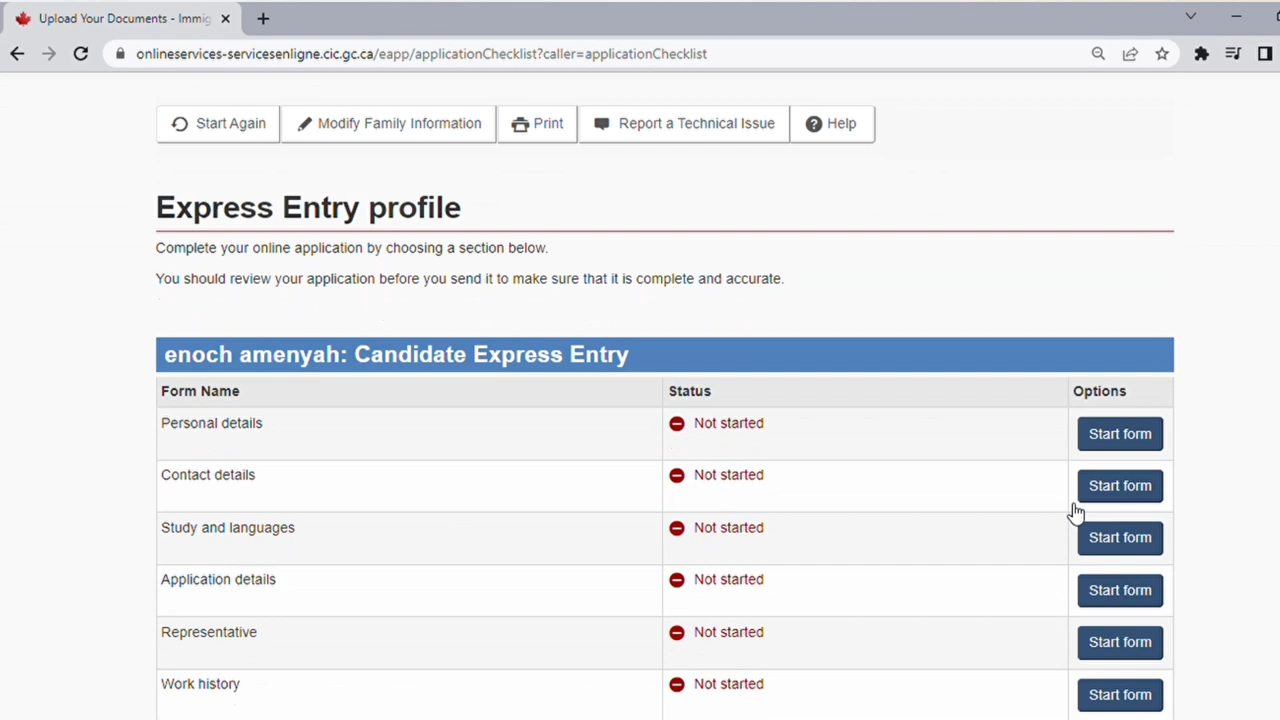 Upload Your Documents - Immig
onlineservices-servicesenligne.cic.gc.ca/eapp/applicationChecklist?caller=applicationChecklist
Start Again
Modify Family Information
Print
Report a Technical Issue
Help
Express Entry profile
Complete your online application by choosing a section below.
You should review your application before you send it to make sure that it is complete and accurate.
enoch amenyah: Candidate Express Entry
Form Name Status Options
Personal details Not started Start form
Contact details Not started Start form
Study and languages Not started Start form
Application details Not started Start form
Representative Not started Start form
Work history Not started Start form